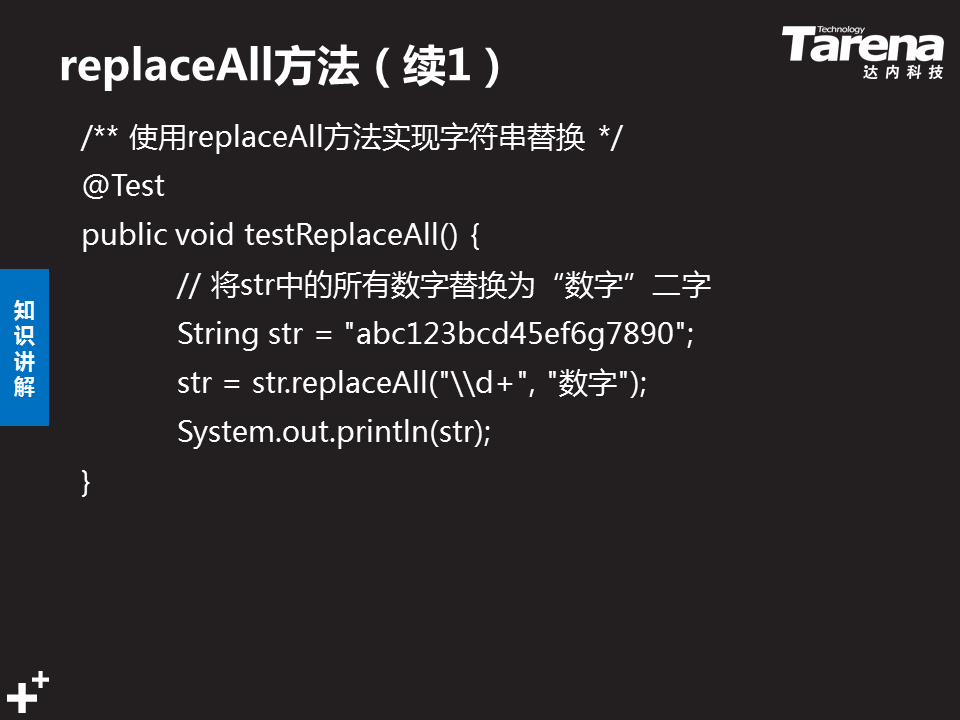 replaceAll方法（续1）
Technology
Tarena
达内科技
/** 使用replaceAll方法实现字符串替换 */
@Test
public void testReplaceAll() {
// 将str中的所有数字替换为“数字”二字
String str = "abc123bcd45ef6g7890";
str = str.replaceAll("\\d+", "数字");
System.out.println(str);
}
知
识
讲
解